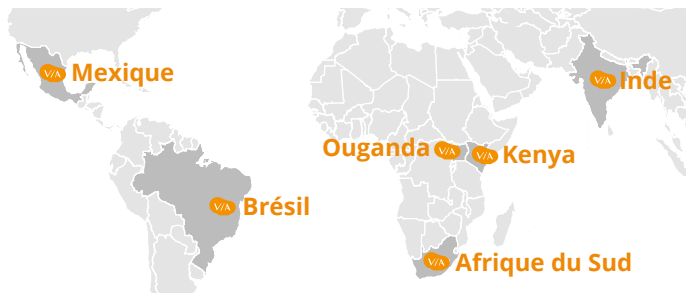 V/A Mexique
V/A Inde
Ouganda V/A
V/A Kenya
V/A Brésil
V/A Afrique du Sud